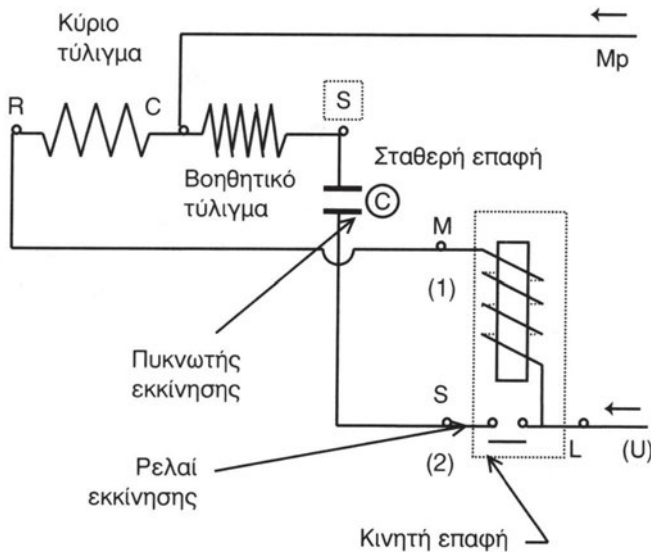 Κύριο
τύλιγμα
Mp
R
C
S
Σταθερή επαφή
Βοηθητικό
τύλιγμα
C
M
(1)
Πυκνωτής
εκκίνησης
S
(2)
L
(U)
Ρελαί
εκκίνησης
Κινητή επαφή